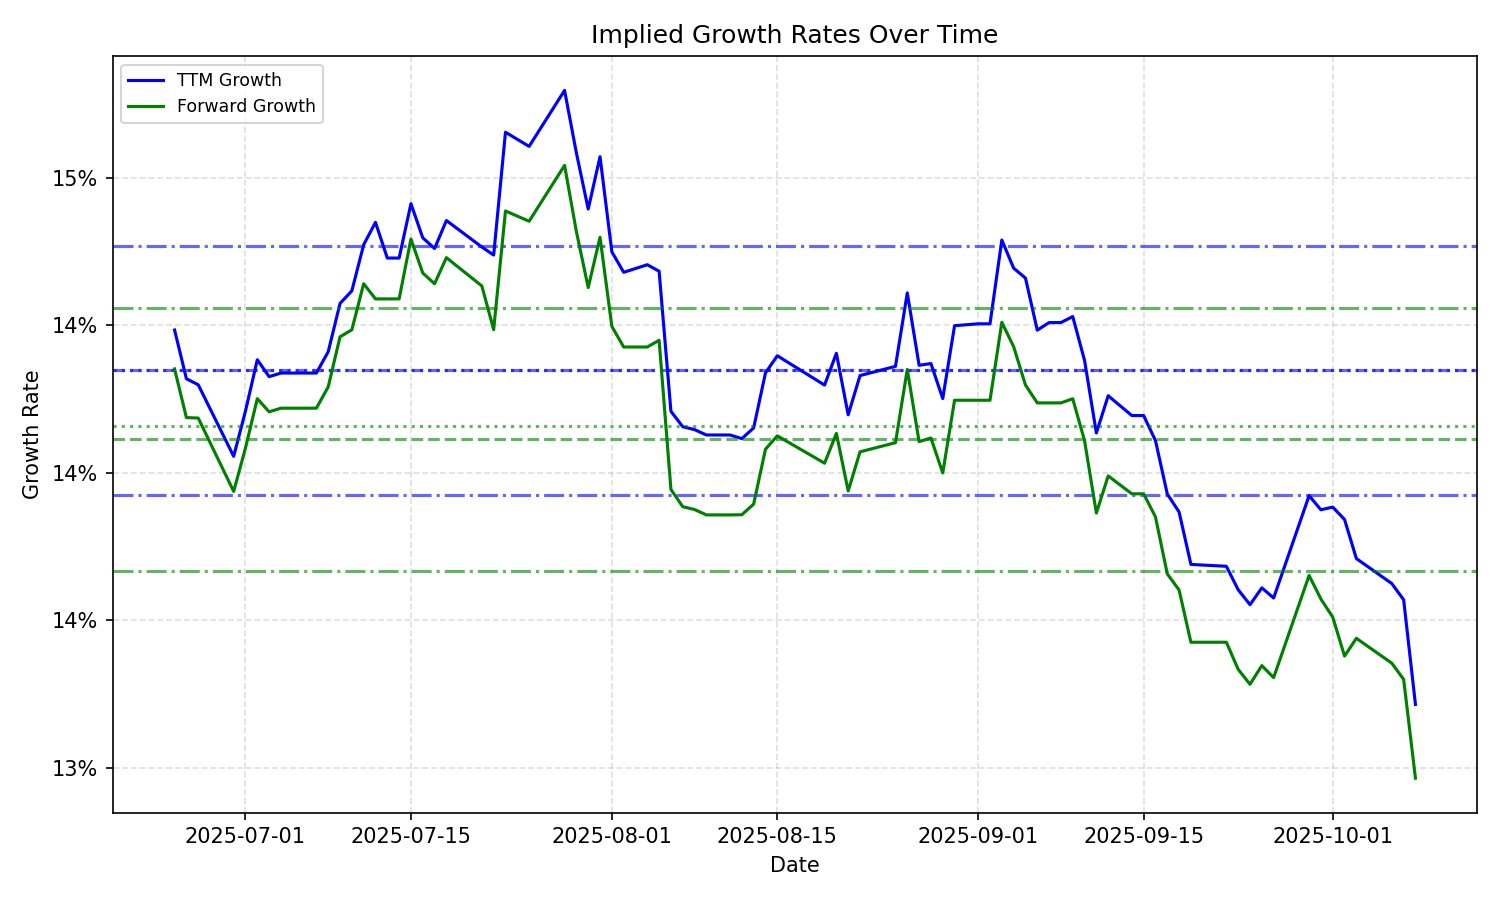 Implied Growth Rates Over Time
TTM Growth
Forward Growth
15%
14%
14%
14%
13%
Growth Rate
2025-07-01 2025-07-15 2025-08-01 2025-08-15 2025-09-01 2025-09-15 2025-10-01
Date